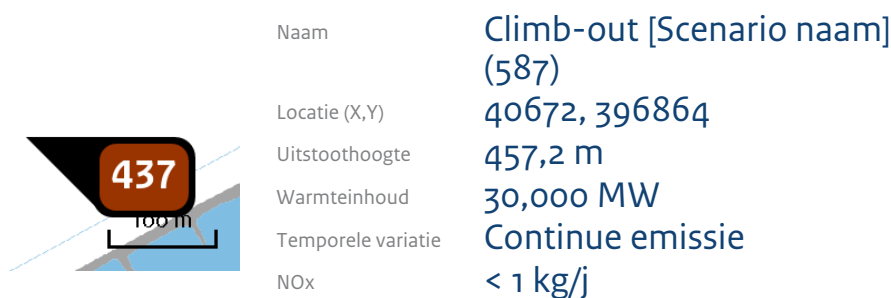 Naam Climb-out [Scenario naam]
(587)
Locatie (X,Y) 40672, 396864
Uitstoothoogte 457,2 m
Warmteinhoud 30,000 MW
Temporele variatie Continue emissie
NOx < 1 kg/j
437
100 m